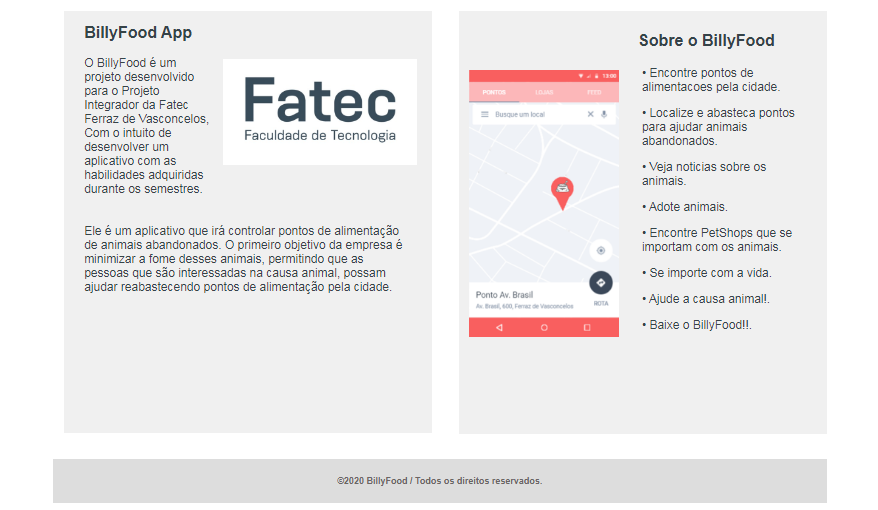 BillyFood App
O BillyFood é um
projeto desenvolvido
para o Projeto
Integrador da Fatec
Ferraz de Vasconcelos,
Com o intuito de
desenvolver um
aplicativo com as
habilidades adquiridas
durante os semestres.
Fatec
Faculdade de Tecnologia
Ele é um aplicativo que irá controlar pontos de alimentação
de animais abandonados. O primeiro objetivo da empresa é
minimizar a fome desses animais, permitindo que as
pessoas que são interessadas na causa animal, possam
ajudar reabastecendo pontos de alimentação pela cidade.
13:00
PONTOS LOJAS FEED
Busque um local
Ponto Av. Brasil
Av. Brasil, 600, Ferraz de Vasconcelos
ROTA
Sobre o BillyFood
• Encontre pontos de
alimentacoes pela cidade.
• Localize e abasteca pontos
para ajudar animais
abandonados.
• Veja noticias sobre os
animais.
• Adote animais.
• Encontre PetShops que se
importam com os animais.
• Se importe com a vida.
• Ajude a causa animal!.
• Baixe o BillyFood!!.
©2020 BillyFood / Todos os direitos reservados.